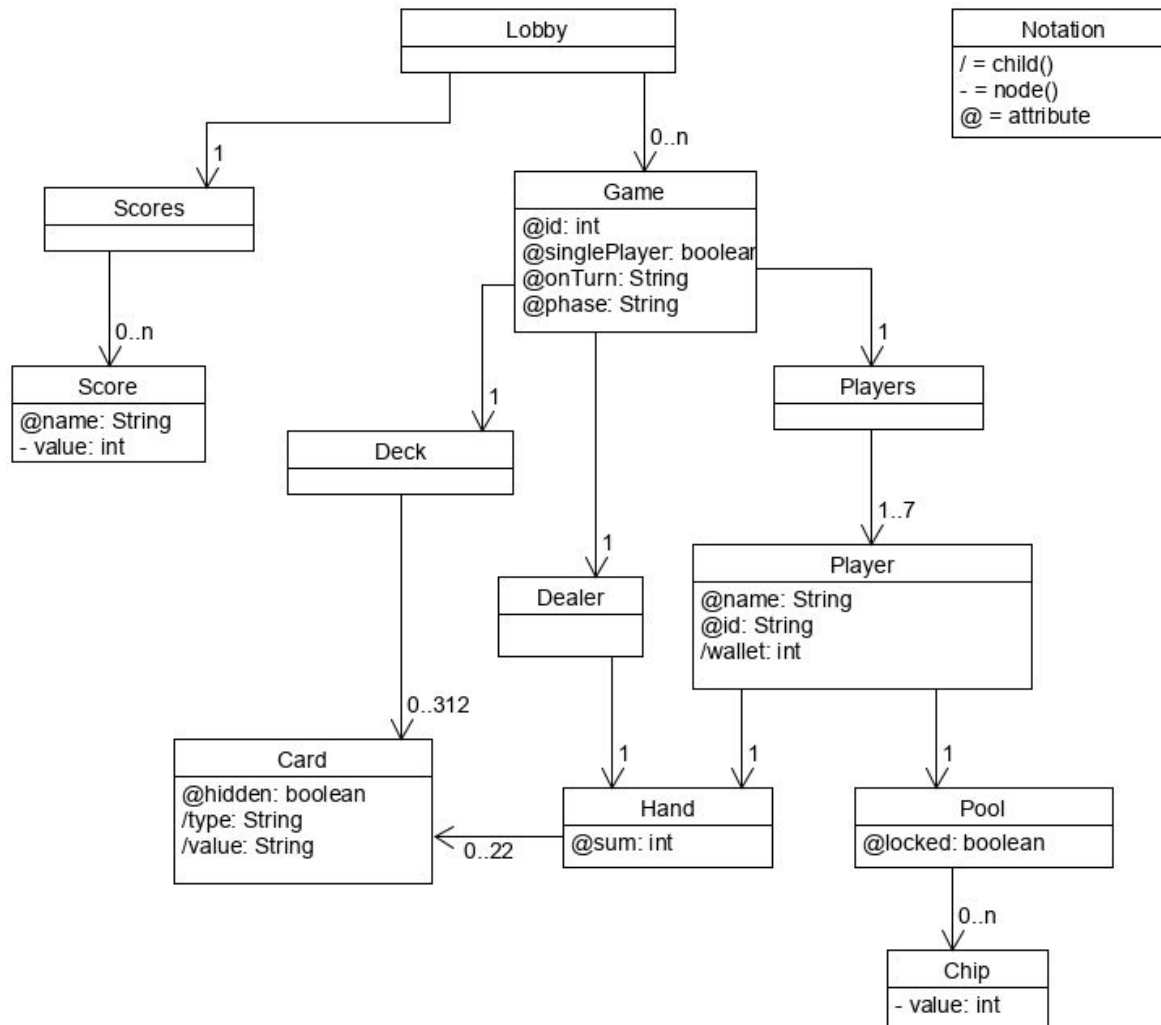 Lobby
Notation
/ = child()
- = node()
@ = attribute
1
0..n
Scores
Game
@id: int
@singlePlayer: boolean
@onTurn: String
@phase: String
0..n
1
1
Score
@name: String
- value: int
Players
Deck
1..7
1
Player
@name: String
@id: String
/wallet: int
Dealer
0..312
Card
@hidden: boolean
/type: String
/value: String
1
1
1
Hand
@sum: int
0..22
Pool
@locked: boolean
0..n
Chip
- value: int